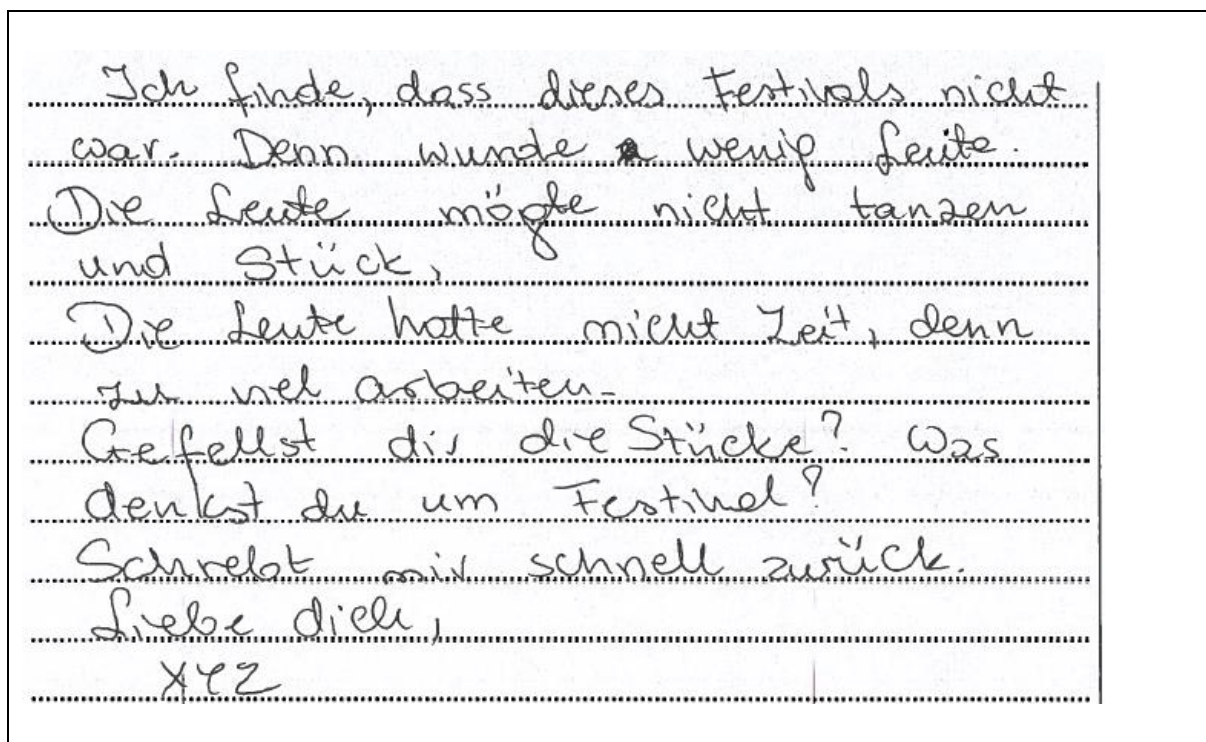 Ich finde, dass dieses Festivals nicht
war. Denn wunde wenig Leute.
Die Leute mögte nicht tanzen
und Stück,
Die Leute hatte nicht Zeit, denn
zu viel arbeiten.
Gefellst dir die Stücke? Was
denkst du um Festival?
Schreibt mir schnell zurück.
Liebe dich,
XYZ